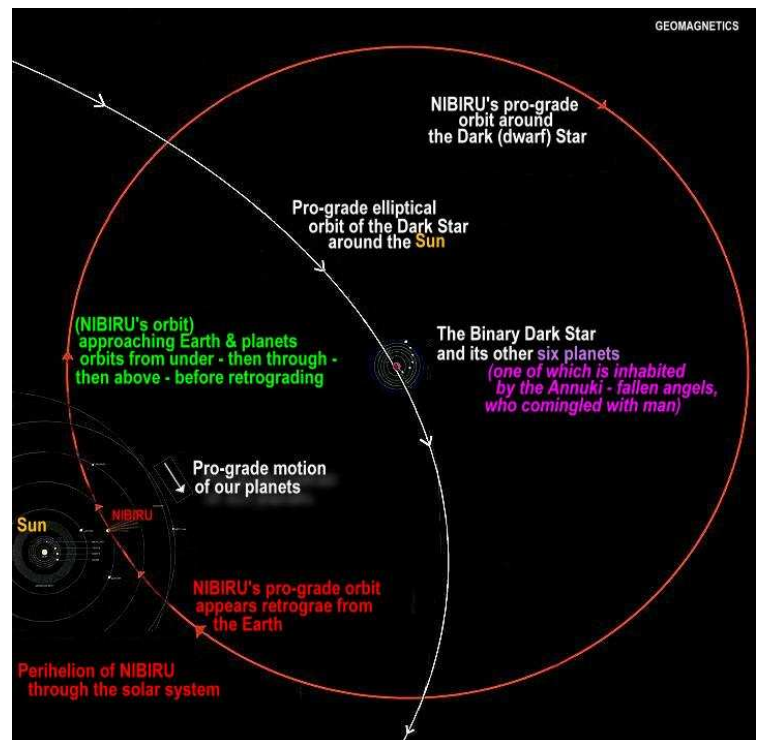 GEOMAGNETICS
NIBIRU's pro-grade
orbit around
the Dark (dwarf) Star
Pro-grade elliptical
orbit of the Dark Star
around the Sun
(NIBIRU's orbit)
approaching Earth & planets
orbits from under - then through -
then above - before retrograding
The Binary Dark Star
and its other six planets
(one of which is inhabited
by the Annuki - fallen angels,
who comingled with man)
Pro-grade motion
of our planets
NIBIRU
Sun
NIBIRU's pro-grade orbit
appears retrograe from
the Earth
Perihelion of NIBIRU
through the solar system